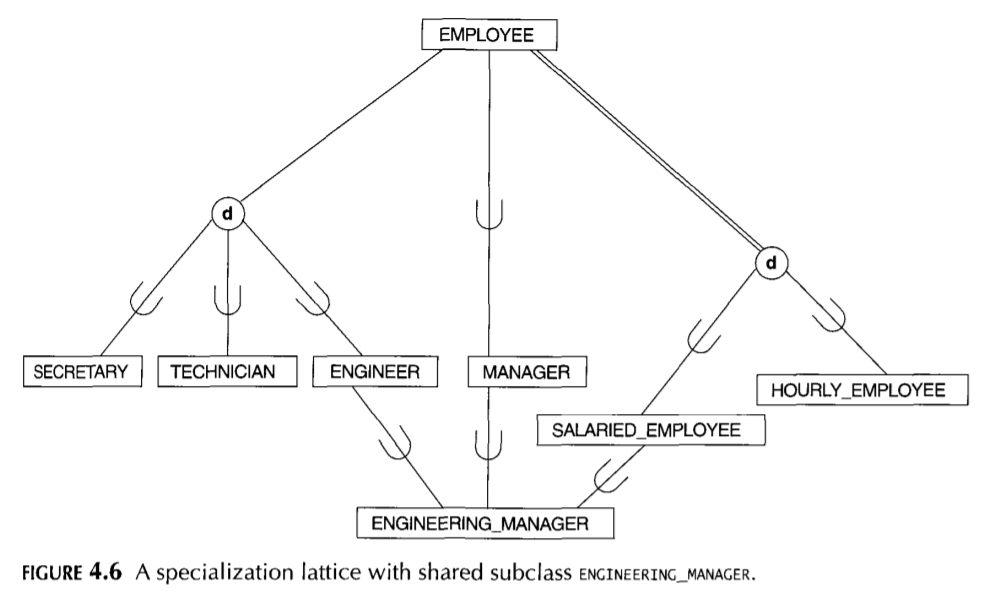 EMPLOYEE
d
d
SECRETARY
TECHNICIAN
ENGINEER
MANAGER
HOURLY_EMPLOYEE
SALARIED_EMPLOYEE
ENGINEERING_MANAGER
FIGURE 4.6 A specialization lattice with shared subclass ENGINEERING_MANAGER.